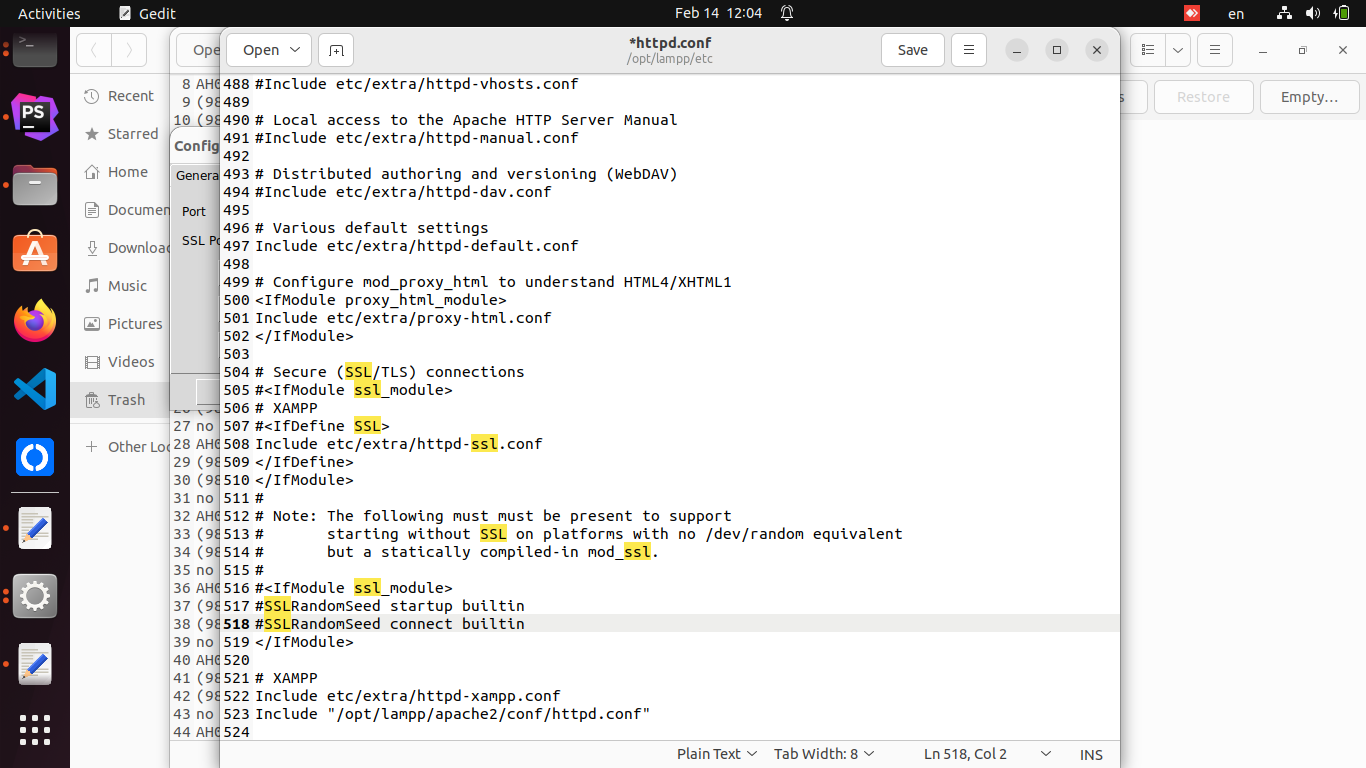 Activities
Gedit
Feb 14 12:04
en
Open
*httpd.conf
/opt/lampp/etc
Save
Ope
Recent
Starred
Home
Documen
Downloa
Music
Pictures
Videos
Trash
Other Loc
Restore
Empty…
s
PS
8 AH0
9 (98
10 (98
Config
Genera
Port
SSL Po
488 #Include etc/extra/httpd-vhosts.conf
489
490 # Local access to the Apache HTTP Server Manual
491 #Include etc/extra/httpd-manual.conf
492
493 # Distributed authoring and versioning (WebDAV)
494 #Include etc/extra/httpd-dav.conf
495
496 # Various default settings
497 Include etc/extra/httpd-default.conf
498
499 # Configure mod_proxy_html to understand HTML4/XHTML1
500 <IfModule proxy_html_module>
501 Include etc/extra/proxy-html.conf
502 </IfModule>
503
504 # Secure (SSL/TLS) connections
505 #<IfModule ssl_module>
506 # XAMPP
507 #<IfDefine SSL>
508 Include etc/extra/httpd-ssl.conf
509 </IfDefine>
510 </IfModule>
511 #
512 # Note: The following must must be present to support
513 #       starting without SSL on platforms with no /dev/random equivalent
514 #       but a statically compiled-in mod_ssl.
515 #
516 #<IfModule ssl_module>
517 #SSLRandomSeed startup builtin
518 #SSLRandomSeed connect builtin
519 </IfModule>
520
521 # XAMPP
522 Include etc/extra/httpd-xampp.conf
523 Include "/opt/lampp/apache2/conf/httpd.conf"
524
27 no
28 AH0
29 (98
30 (98
31 no
32 AH0
33 (98
34 (98
35 no
36 AH0
37 (98
38 (98
39 no
40 AH0
41 (98
42 (98
43 no
44 AH0
Plain Text
Tab Width: 8
Ln 518, Col 2
INS